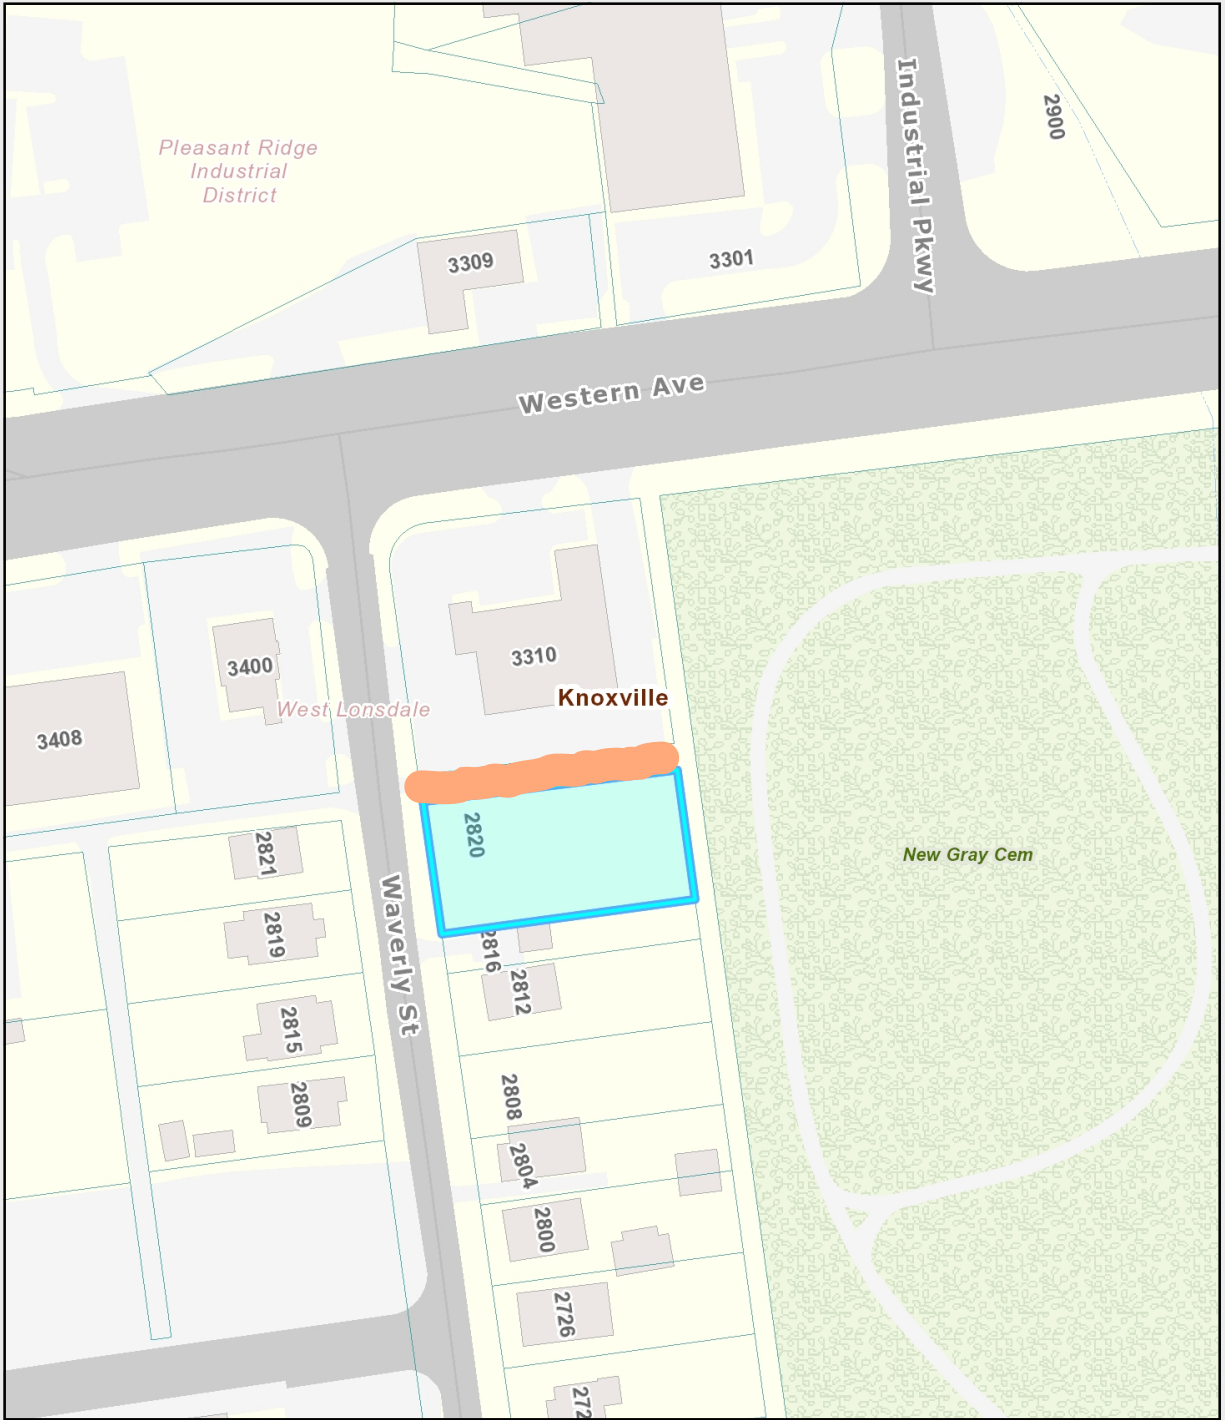 Industrial Pkwy
2900
Pleasant Ridge
Industrial
District
3309
3301
Western Ave
3310
3400
Knoxville
West Lonsdale
3408
2820
2821
New Gray Cem
Waverly St
2819
2816
2812
2815
2808
2809
2804
2800
2726
272